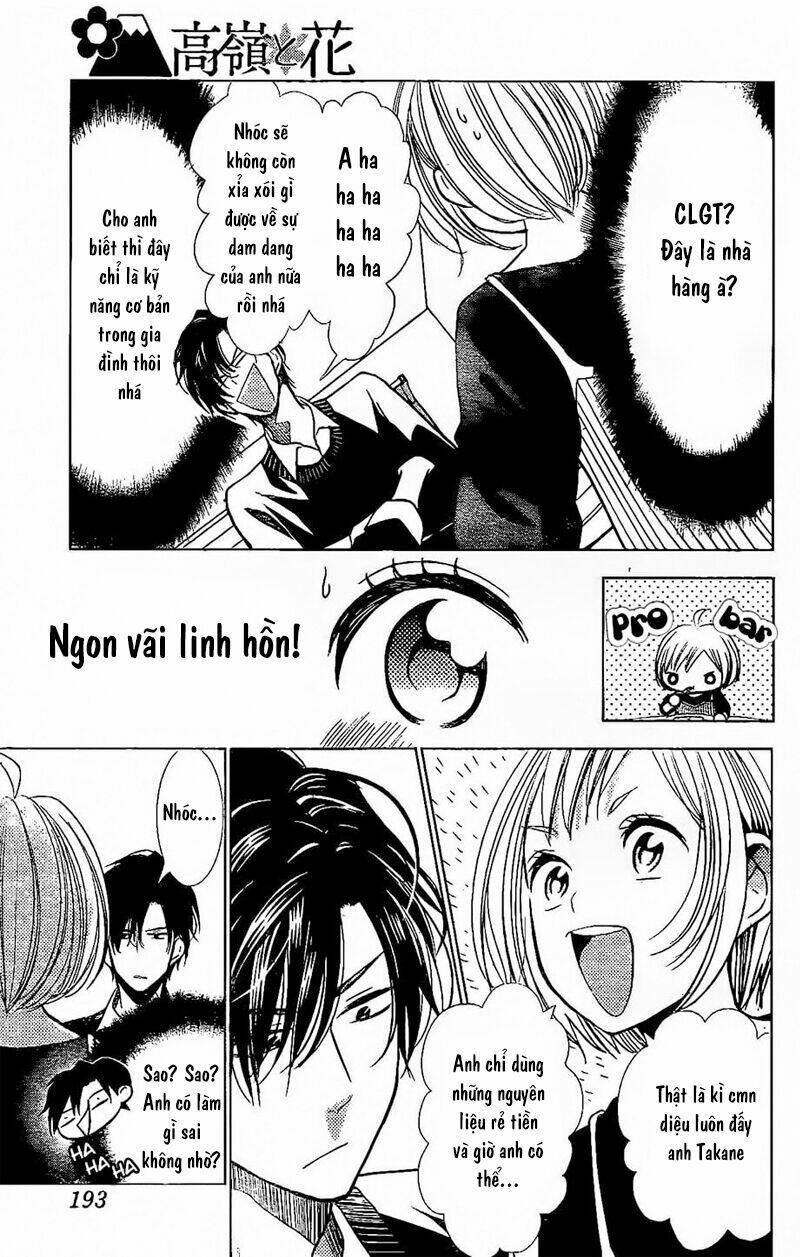 高嶺と花
CLGT?
Đây là nhà
hàng à?
A ha
ha ha
ha ha
ha ha
Nhóc sẽ
không còn
xỉa xói gì
được về sự
dam dang
của anh nữa
rồi nhá
Cho anh
biết thì đây
chỉ là kỹ
năng cơ bản
trong gia
đình thôi
nhá
pro bar
Ngon vãi linh hồn!
Thật là kì cmn
diệu luôn đấy
anh Takane
Anh chỉ dùng
những nguyên
liệu rẻ tiền
và giờ anh có
thể...
Nhóc...
Sao? Sao?
Anh có làm
gì sai
không nhờ?
HA
HA
HA
193